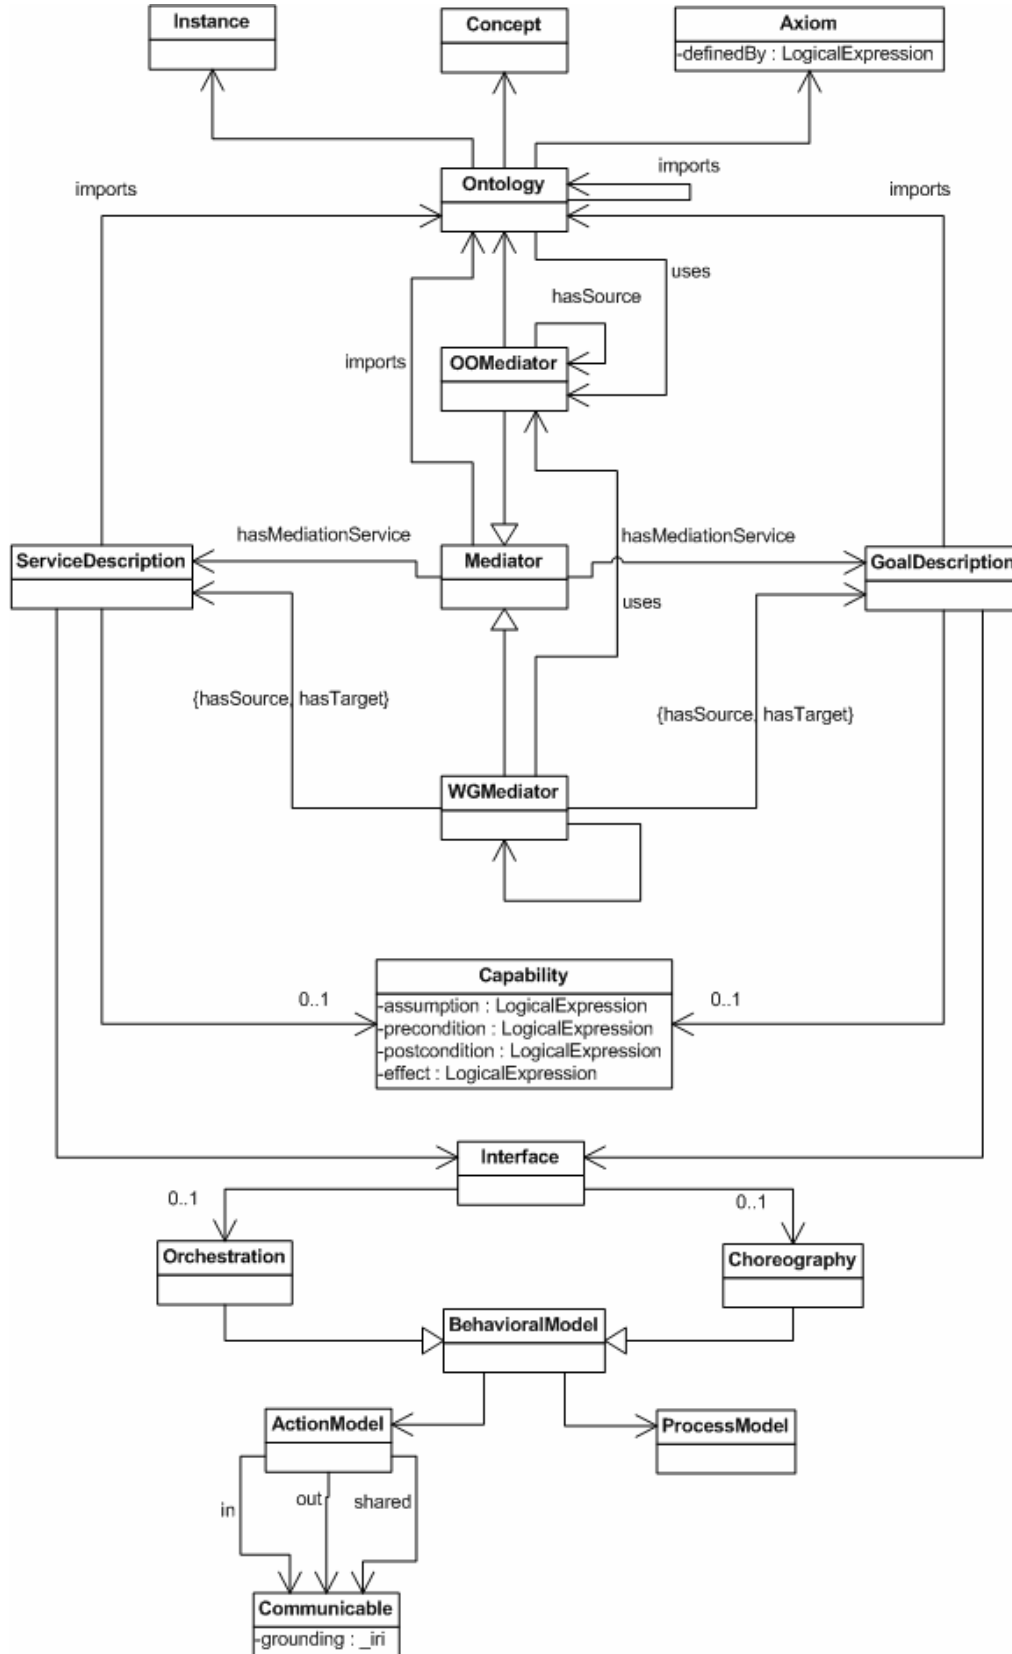 Instance
Concept
Axiom
-definedBy : LogicalExpression
imports
Ontology
imports
imports
uses
hasSource
imports
OOMediator
hasMediationService
hasMediationService
ServiceDescription
Mediator
GoalDescription
uses
{hasSource, hasTarget}
{hasSource, hasTarget}
WGMediator
Capability
0..1
-assumption : LogicalExpression
0..1
-precondition : LogicalExpression
-postcondition : LogicalExpression
-effect : LogicalExpression
Interface
0..1
0..1
Orchestration
Choreography
BehavioralModel
ActionModel
ProcessModel
in
out
shared
Communicable
-grounding : _iri